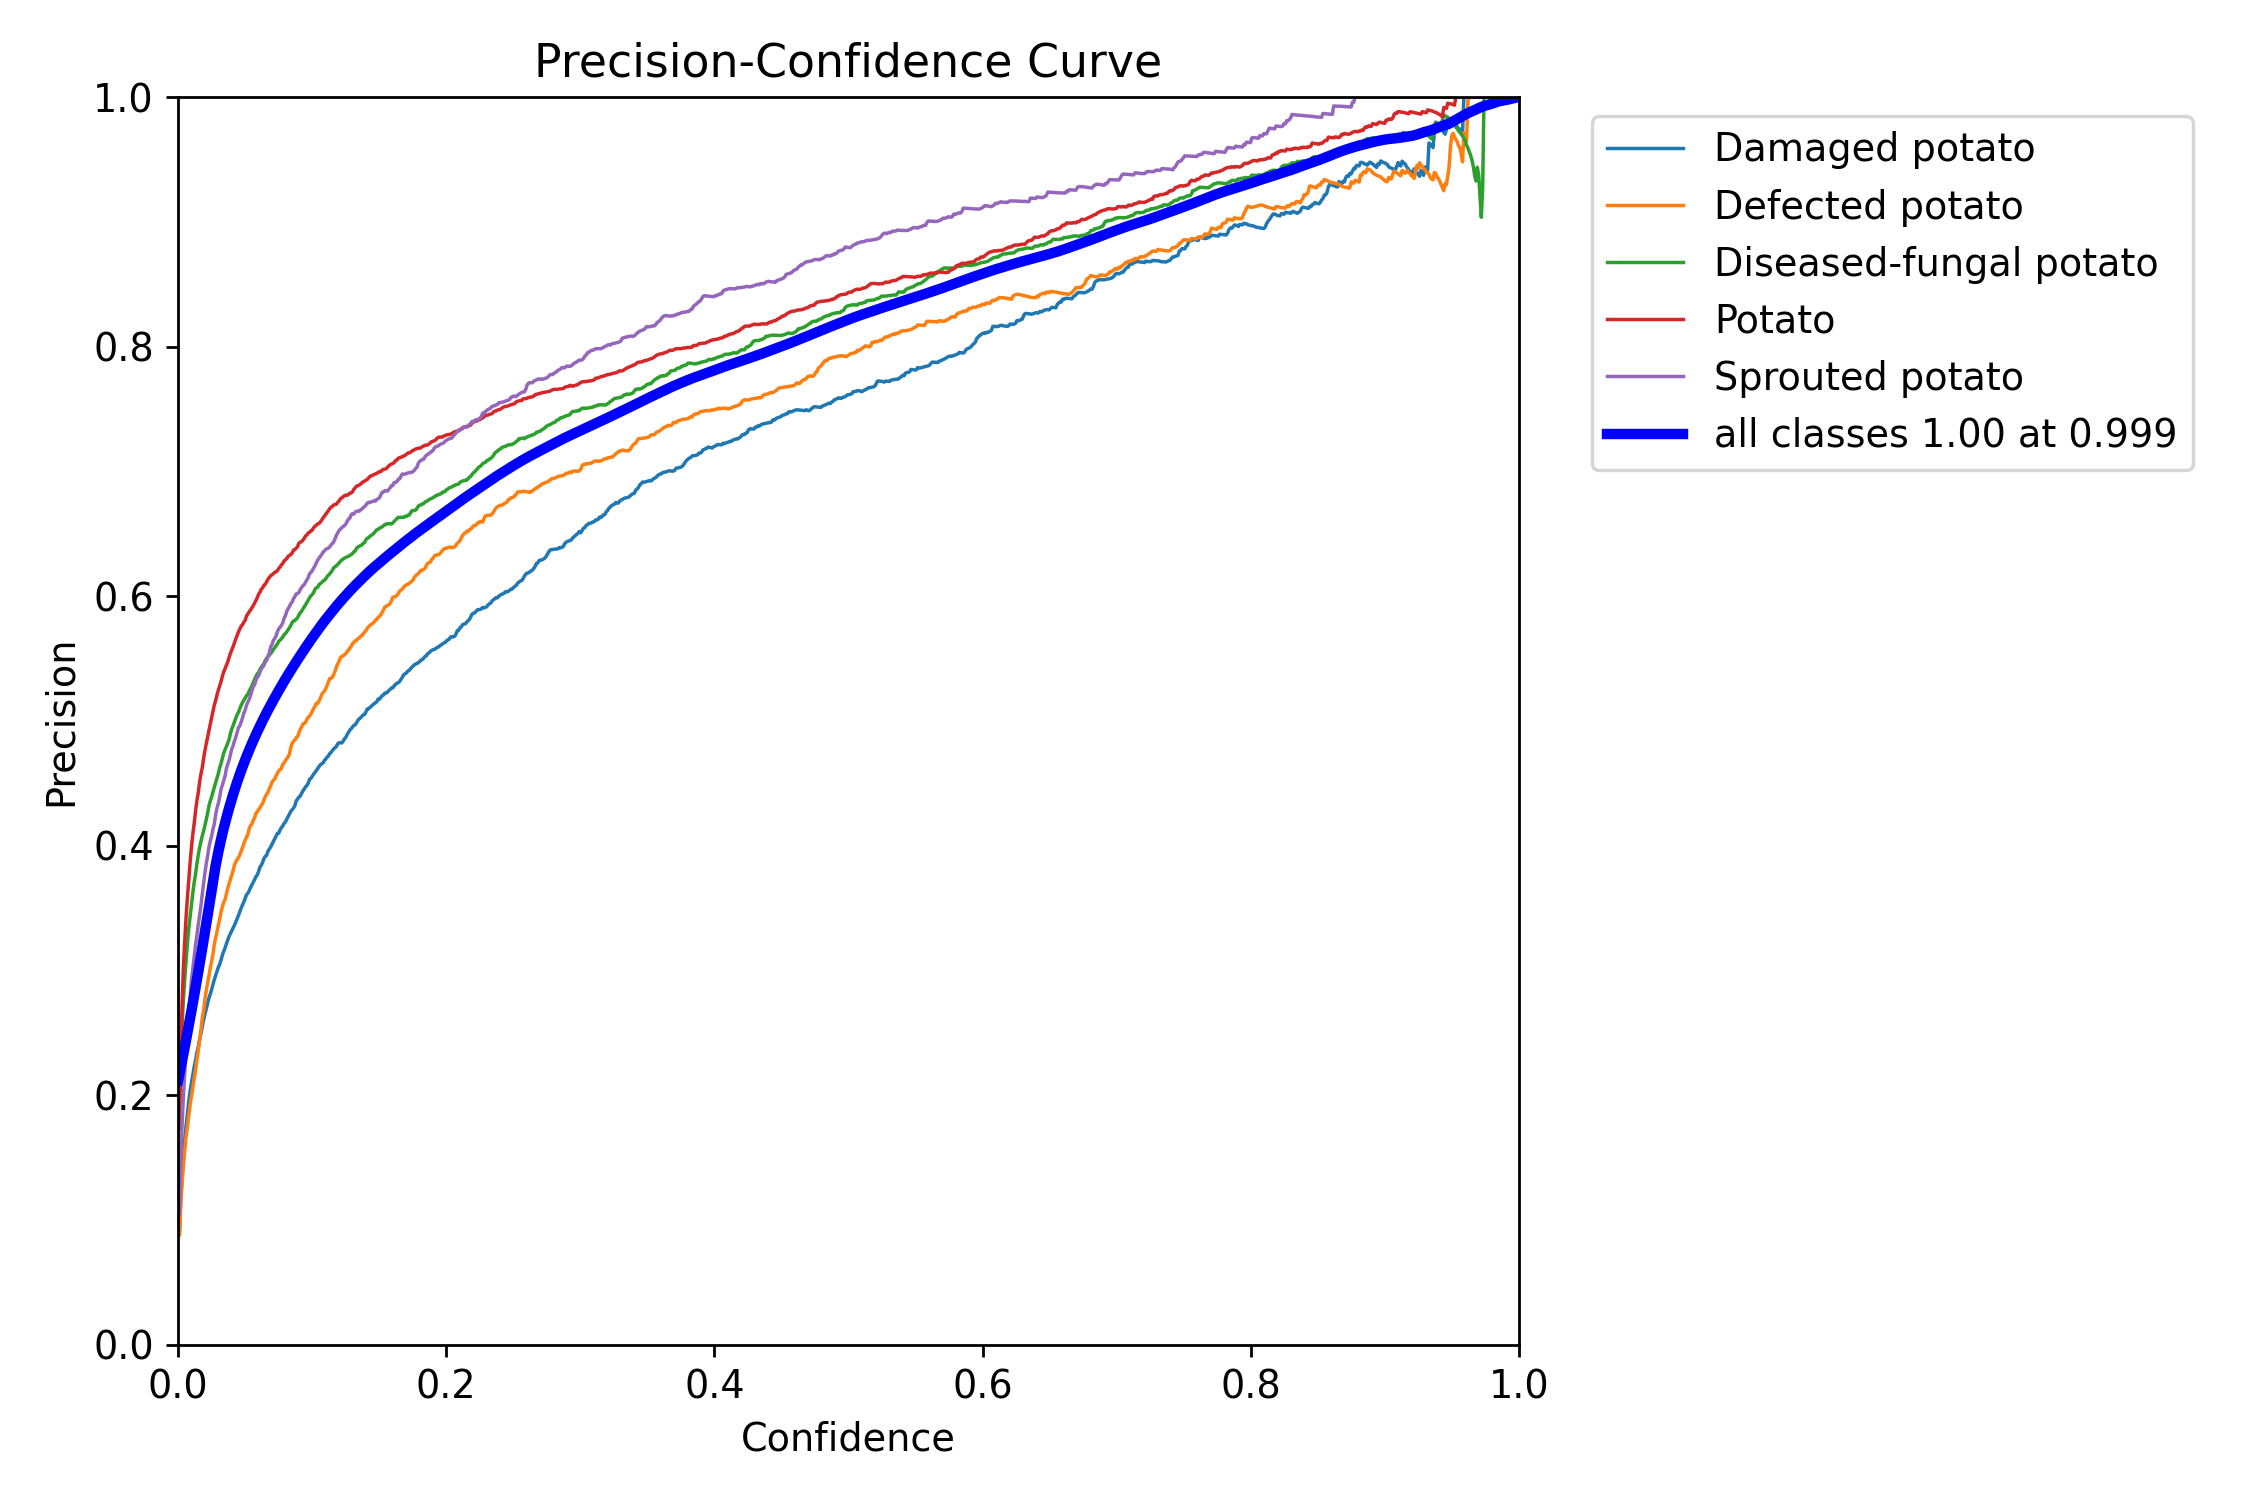 Precision-Confidence Curve
1.0
0.8
0.6
0.4
0.2
0.0
Precision
0.0 0.2 0.4 0.6 0.8 1.0
Confidence
Damaged potato
Defected potato
Diseased-fungal potato
Potato
Sprouted potato
all classes 1.00 at 0.999